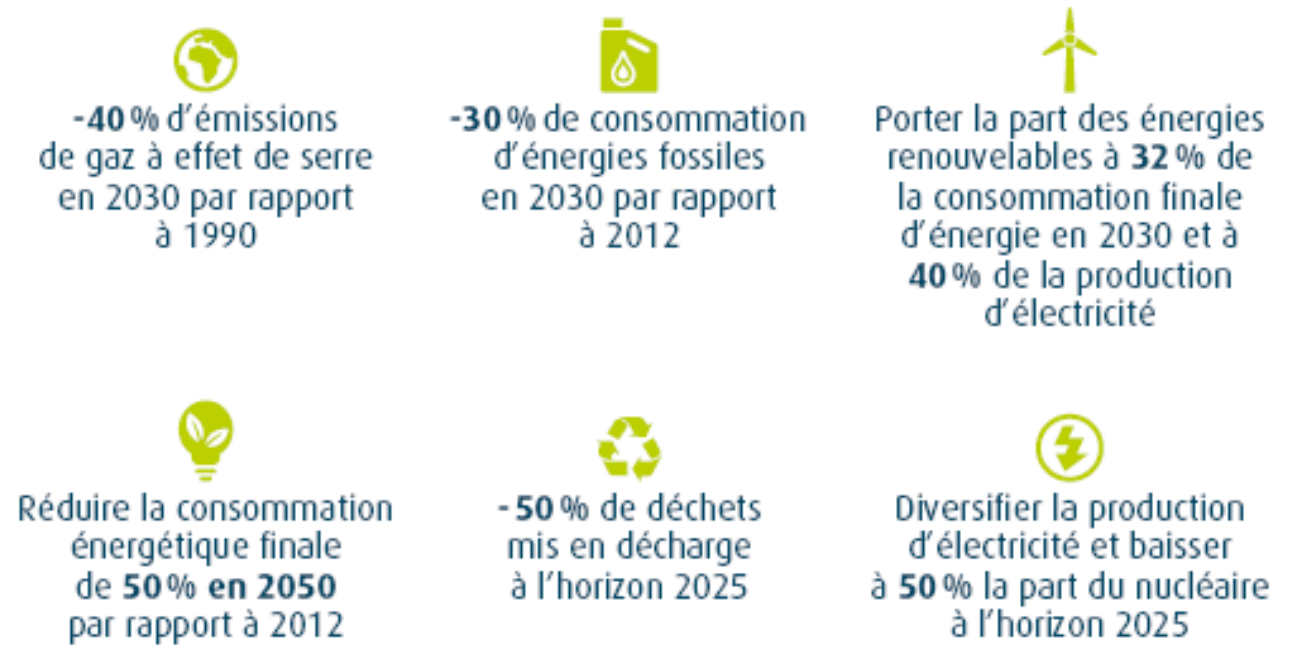 -40 % d'émissions
de gaz à effet de serre
en 2030 par rapport
à 1990
-30 % de consommation
d'énergies fossiles
en 2030 par rapport
à 2012
Porter la part des énergies
renouvelables à 32 % de
la consommation finale
d'énergie en 2030 et à
40 % de la production
d'électricité
Réduire la consommation
énergétique finale
de 50 % en 2050
par rapport à 2012
- 50 % de déchets
mis en décharge
à l'horizon 2025
Diversifier la production
d'électricité et baisser
à 50 % la part du nucléaire
à l'horizon 2025